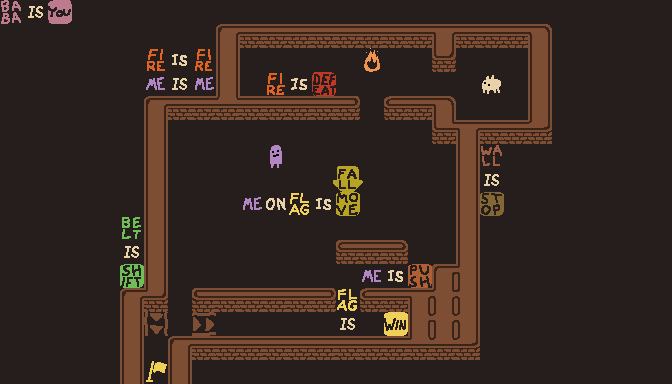 BABA IS YOU
FIRE IS FIRE
ME IS ME
FIRE IS DEFEAT
WALL IS STOP
FALL
ME ON FLAG IS MOVE
BELT IS SHIFT
ME IS PUSH
FLAG IS WIN